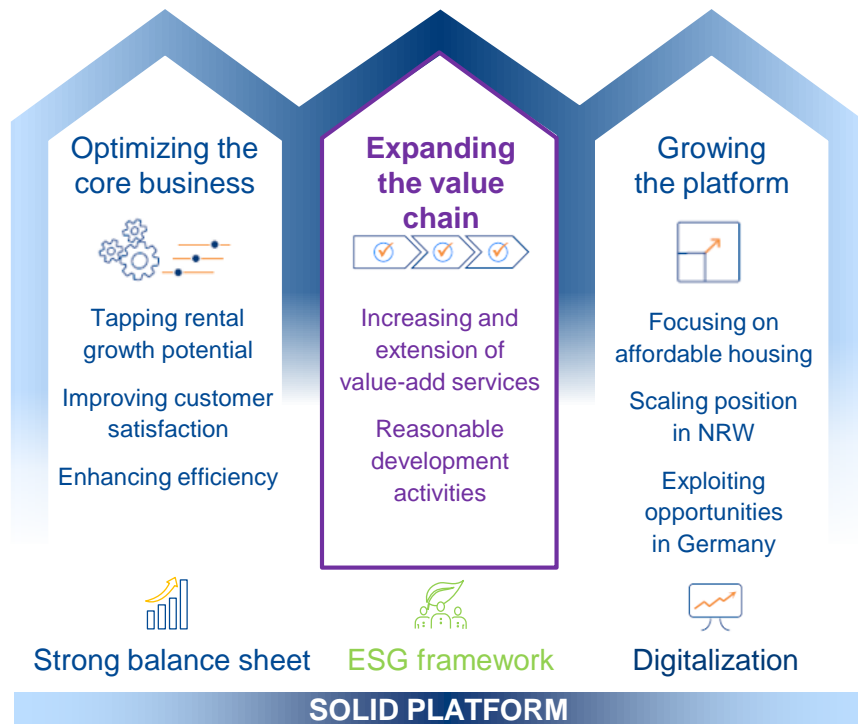 Optimizing the
core business
Tapping rental
growth potential
Improving customer
satisfaction
Enhancing efficiency
Expanding
the value
chain
Increasing and
extension of
value-add services
Reasonable
development
activities
Growing
the platform
Focusing on
affordable housing
Scaling position
in NRW
Exploiting
opportunities
in Germany
Strong balance sheet
ESG framework
Digitalization
SOLID PLATFORM